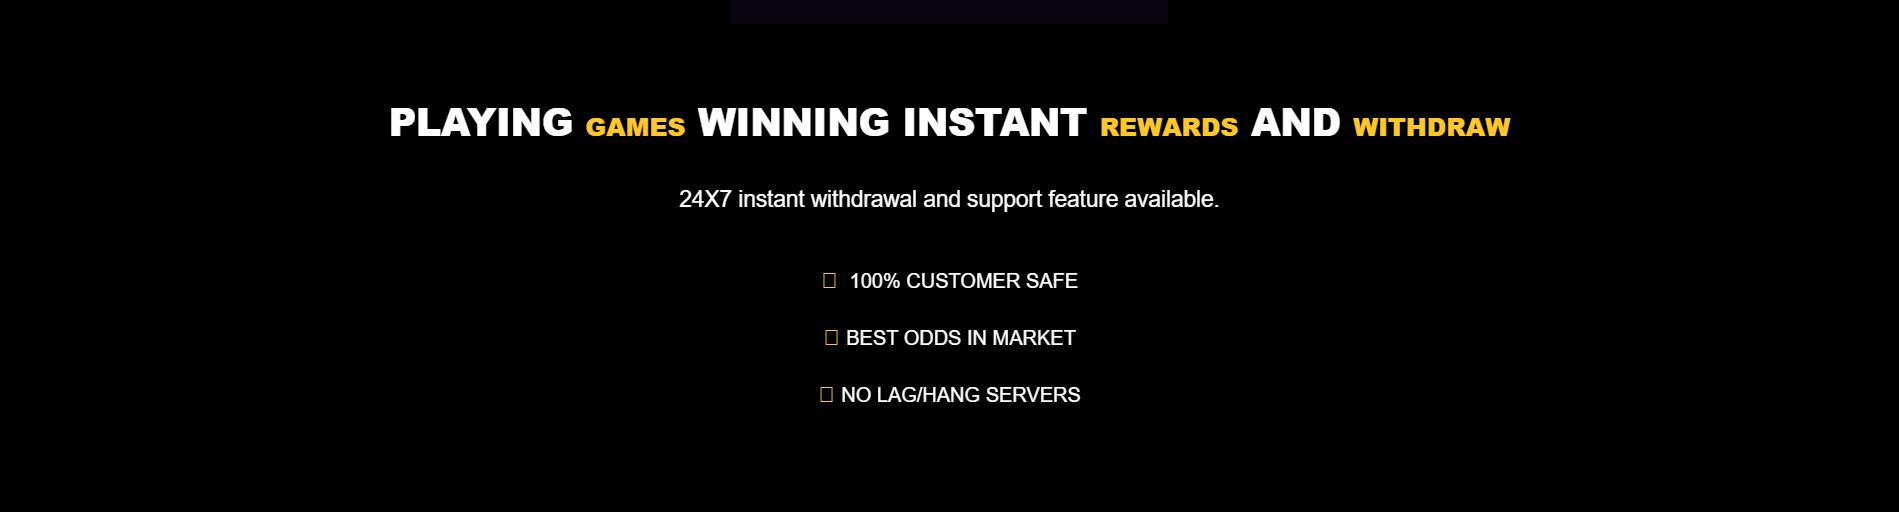 PLAYING GAMES WINNING INSTANT REWARDS AND WITHDRAW
24X7 instant withdrawal and support feature available.
100% CUSTOMER SAFE
BEST ODDS IN MARKET
NO LAG/HANG SERVERS